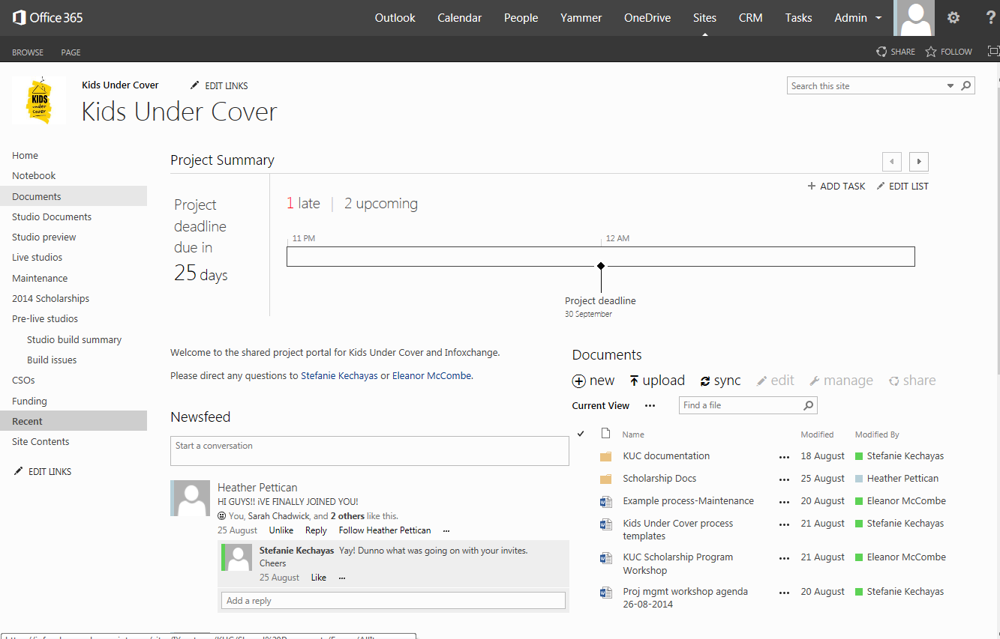 Office 365
Outlook Calendar People Yammer OneDrive Sites CRM Tasks Admin ?
BROWSE PAGE
SHARE FOLLOW
KIDS
under
cover
Kids Under Cover
EDIT LINKS
Kids Under Cover
Search this site
Home
Notebook
Documents
Studio Documents
Studio preview
Live studios
Maintenance
2014 Scholarships
Pre-live studios
Studio build summary
Build issues
CSOs
Funding
Recent
Site Contents
EDIT LINKS
Project Summary
+ ADD TASK EDIT LIST
Project
deadline
due in
25 days
1 late | 2 upcoming
11 PM 12 AM
Project deadline
30 September
Welcome to the shared project portal for Kids Under Cover and Infoxchange.
Please direct any questions to Stefanie Kechayas or Eleanor McCombe.
Newsfeed
Start a conversation
Heather Pettican
HI GUYS!! iVE FINALLY JOINED YOU!
You, Sarah Chadwick, and 2 others like this.
25 August Unlike Reply Follow Heather Pettican ...
Stefanie Kechayas Yay! Dunno what was going on with your invites.
Cheers
25 August Like ...
Add a reply
Documents
new upload sync edit manage share
Current View ... Find a file
Name Modified Modified By
KUC documentation ... 18 August Stefanie Kechayas
Scholarship Docs ... 25 August Heather Pettican
Example process-Maintenance ... 20 August Eleanor McCombe
Kids Under Cover process
templates ... 21 August Stefanie Kechayas
KUC Scholarship Program
Workshop ... 21 August Eleanor McCombe
Proj mgmt workshop agenda
26-08-2014 ... 20 August Stefanie Kechayas